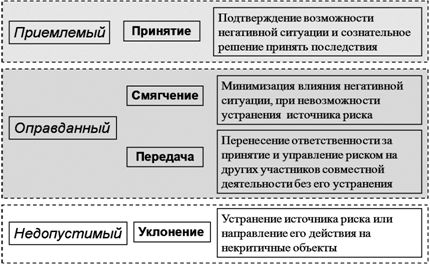 Приемлемый
Принятие
Подтверждение возможности
негативной ситуации и сознательное
решение принять последствия
Оправданный
Смягчение
Минимизация влияния негативной
ситуации, при невозможности
устранения источника риска
Передача
Перенесение ответственности за
принятие и управление риском на
других участников совместной
деятельности без его устранения
Недопустимый
Уклонение
Устранение источника риска или
направление его действия на
некритичные объекты